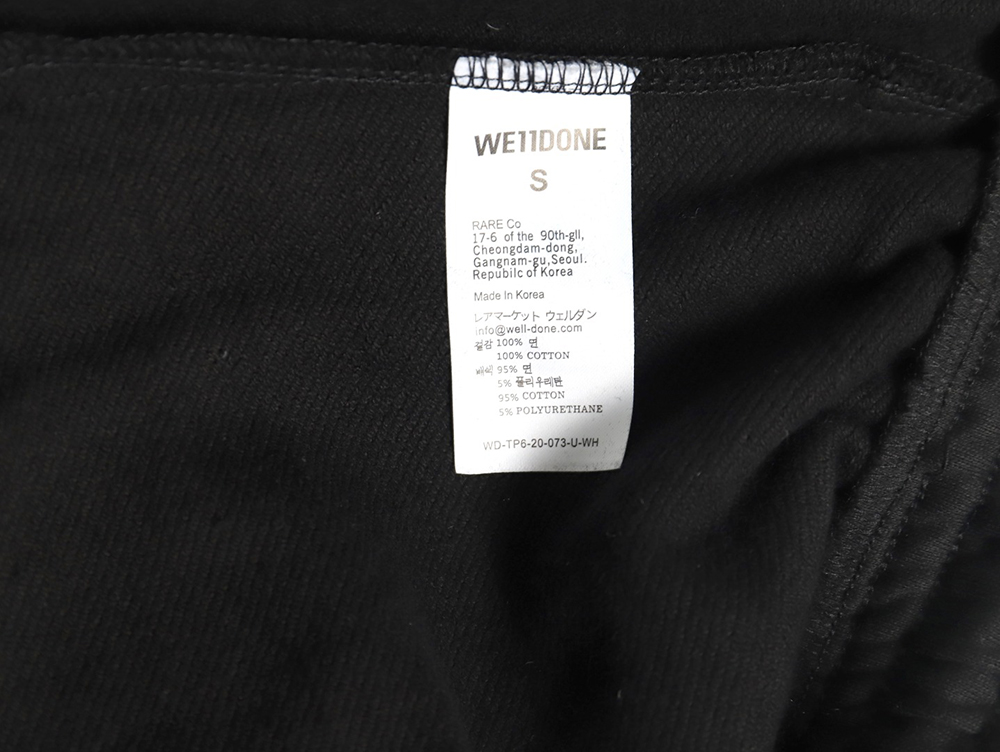 WE11DONE
S
RARE Co
17-6 of the 90th-gll,
Cheongdam-dong,
Gangnam-gu,Seoul.
Repubilc of Korea
Made In Korea
レアマーケット ウェルダン
info@well-done.com
겉감 100% 면
100% COTTON
배색 95% 면
5% 폴리우레탄
95% COTTON
5% POLYURETHANE
WD-TP6-20-073-U-WH